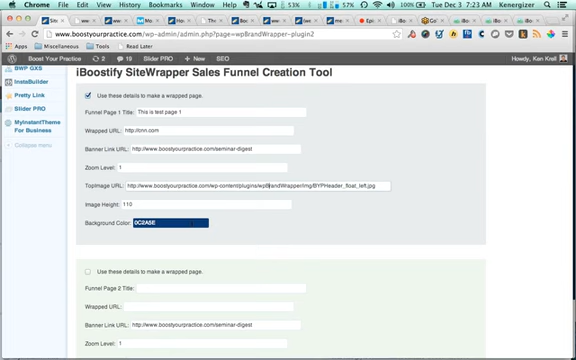 Chrome File Edit View History Bookmarks Window Help 53% 57% 96% Tue Dec 3 7:23 AM Kenergizer
www.boostyourpractice.com/wp-admin/admin.php?page=wpBrandWrapper-plugin2
Apps Miscellaneous Tools Read Later
2 19 Slider PRO + New SEO Howdy, Ken Krell
BWP GXS
InstaBuilder
Pretty Link
Slider PRO
MyInstantTheme
For Business
Collapse menu
iBoostify SiteWrapper Sales Funnel Creation Tool
Use these details to make a wrapped page.
Funnel Page 1 Title: This is test page 1
Wrapped URL: http://cnn.com
Banner Link URL: http://www.boostyourpractice.com/seminar-digest
Zoom Level: 1
TopImage URL: http://www.boostyourpractice.com/wp-content/plugins/wpBrandWrapper/img/BYPHeader_float_left.jpg
Image Height: 110
Background Color: 0C2A5E
Use these details to make a wrapped page.
Funnel Page 2 Title:
Wrapped URL:
Banner Link URL: http://www.boostyourpractice.com/seminar-digest
Zoom Level: 1